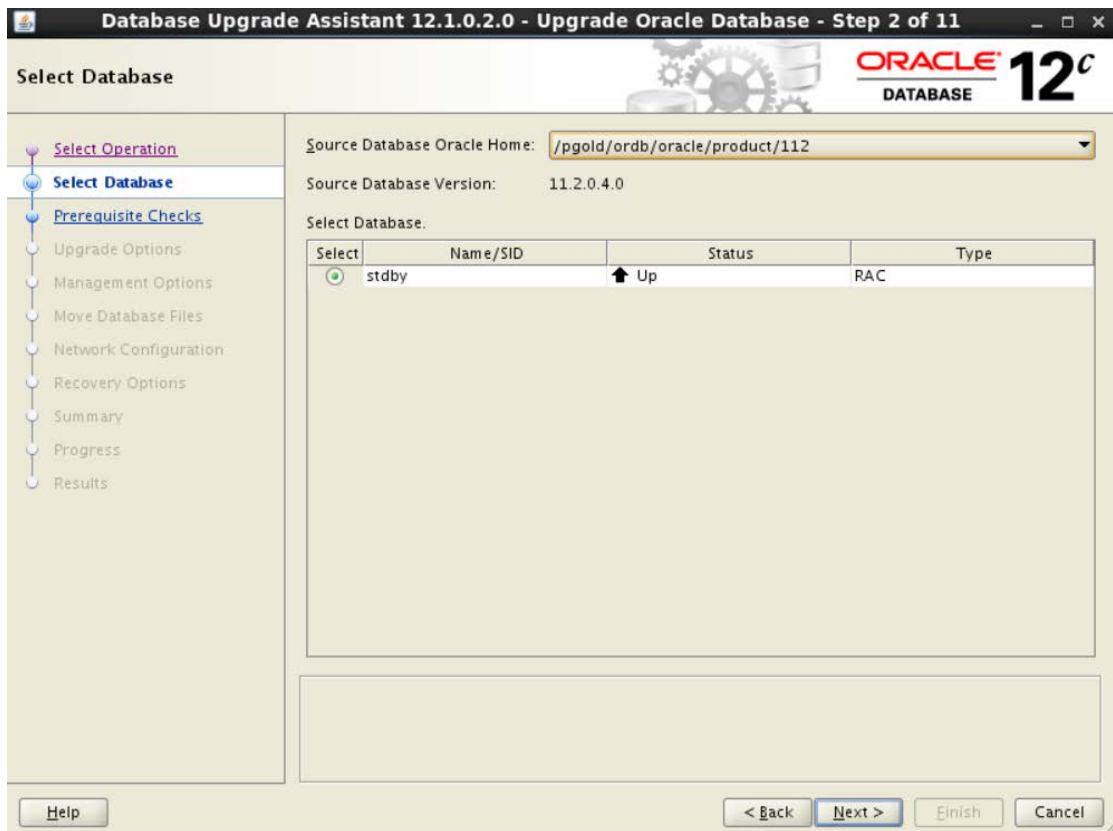 Database Upgrade Assistant 12.1.0.2.0 - Upgrade Oracle Database - Step 2 of 11
Select Database
ORACLE
DATABASE
12c
Select Operation
Select Database
Prerequisite Checks
Upgrade Options
Management Options
Move Database Files
Network Configuration
Recovery Options
Summary
Progress
Results
Source Database Oracle Home: /pgold/ordb/oracle/product/112
Source Database Version: 11.2.0.4.0
Select Database.
Select Name/SID Status Type
stdby Up RAC
Help < Back Next > Finish Cancel